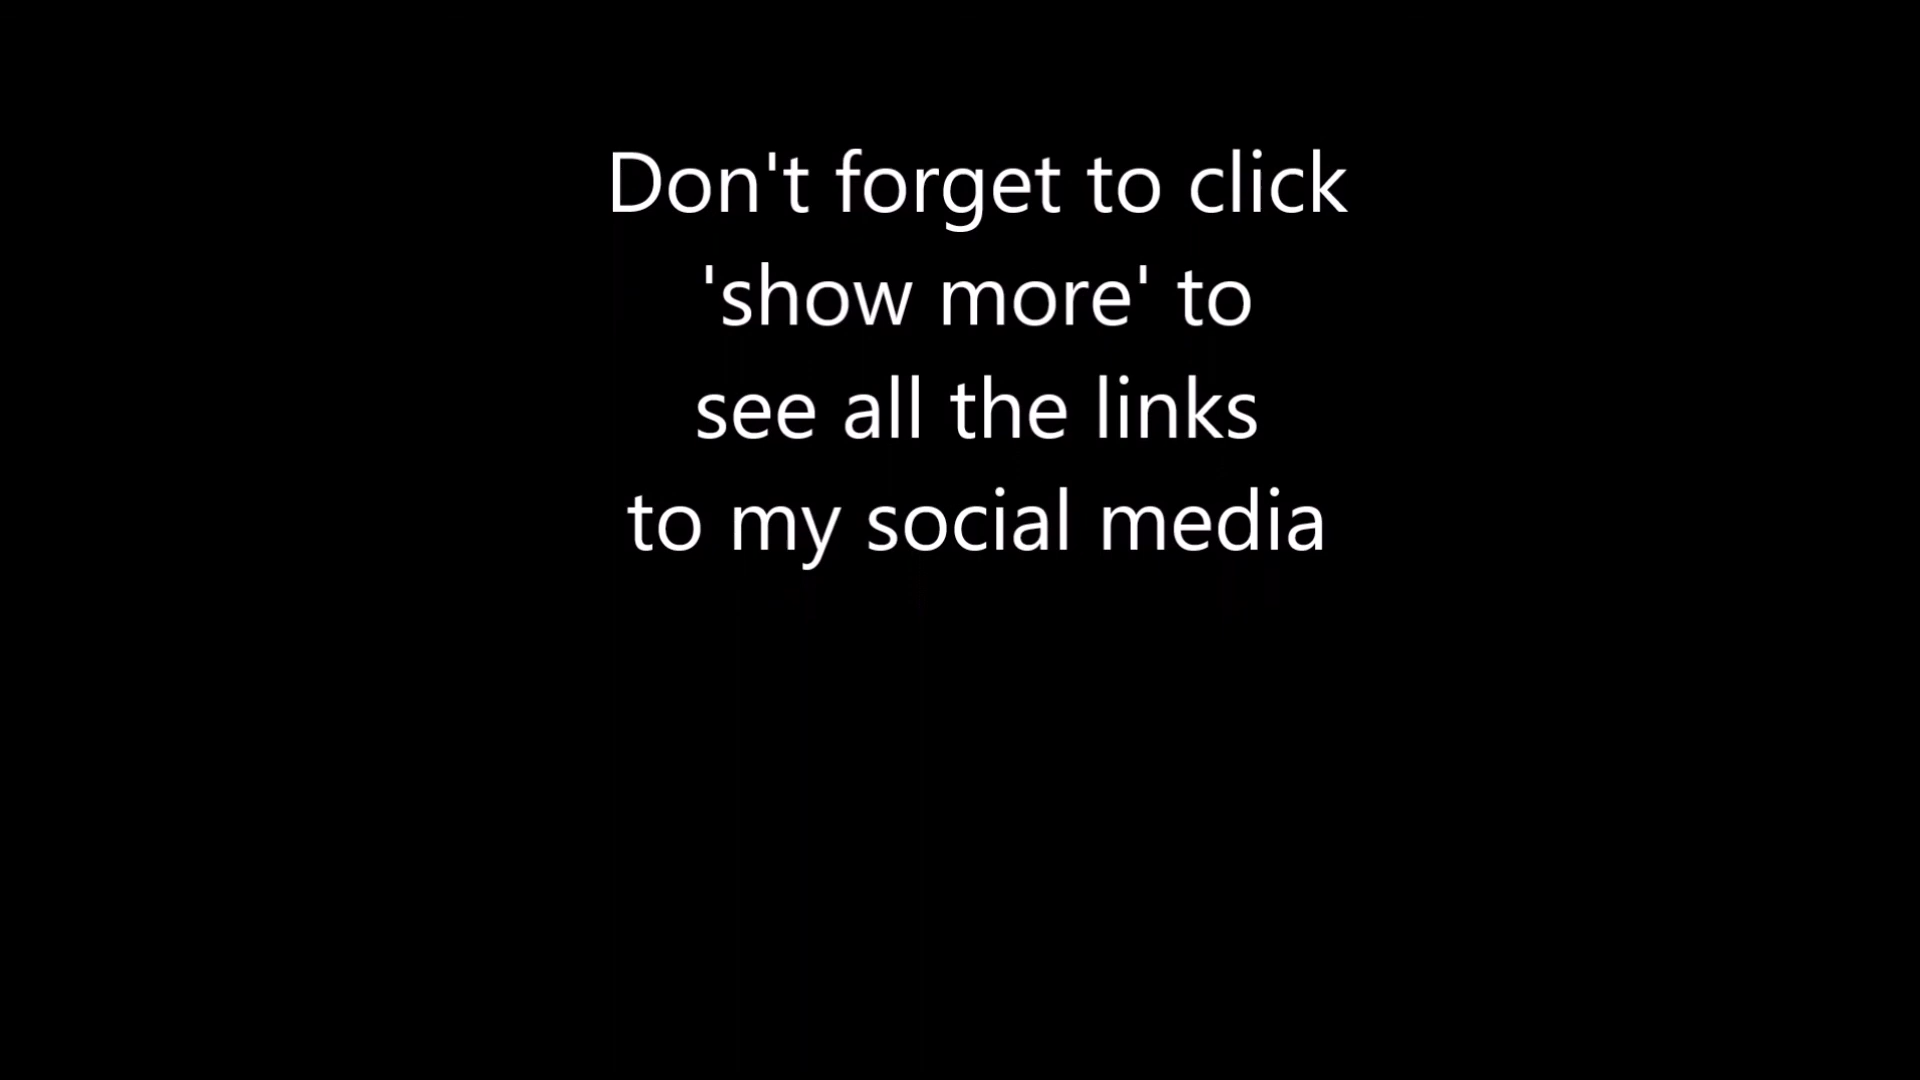 Don't forget to click
'show more' to
see all the links
to my social media